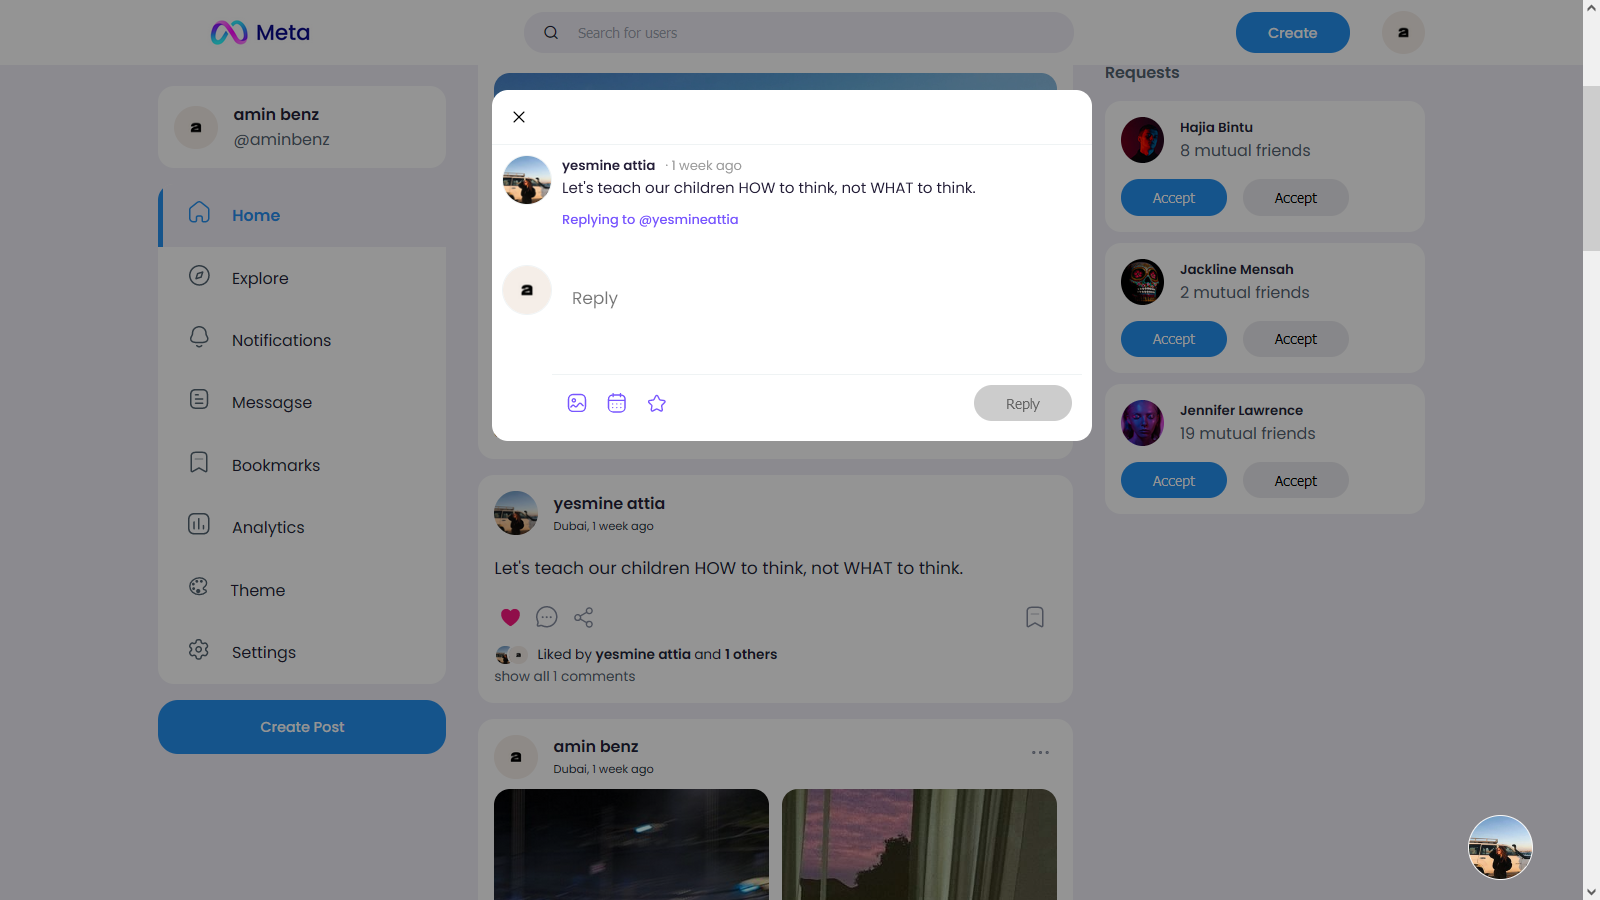 Meta
Search for users
Create
a
amin benz
@aminbenz
a
Home
Explore
Notifications
Messagse
Bookmarks
Analytics
Theme
Settings
Create Post
yesmine attia · 1 week ago
Let's teach our children HOW to think, not WHAT to think.
Replying to @yesmineattia
a
Reply
Reply
yesmine attia
Dubai, 1 week ago
Let's teach our children HOW to think, not WHAT to think.
Liked by yesmine attia and 1 others
show all 1 comments
a
amin benz
Dubai, 1 week ago
Requests
Hajia Bintu
8 mutual friends
Accept Accept
Jackline Mensah
2 mutual friends
Accept Accept
Jennifer Lawrence
19 mutual friends
Accept Accept